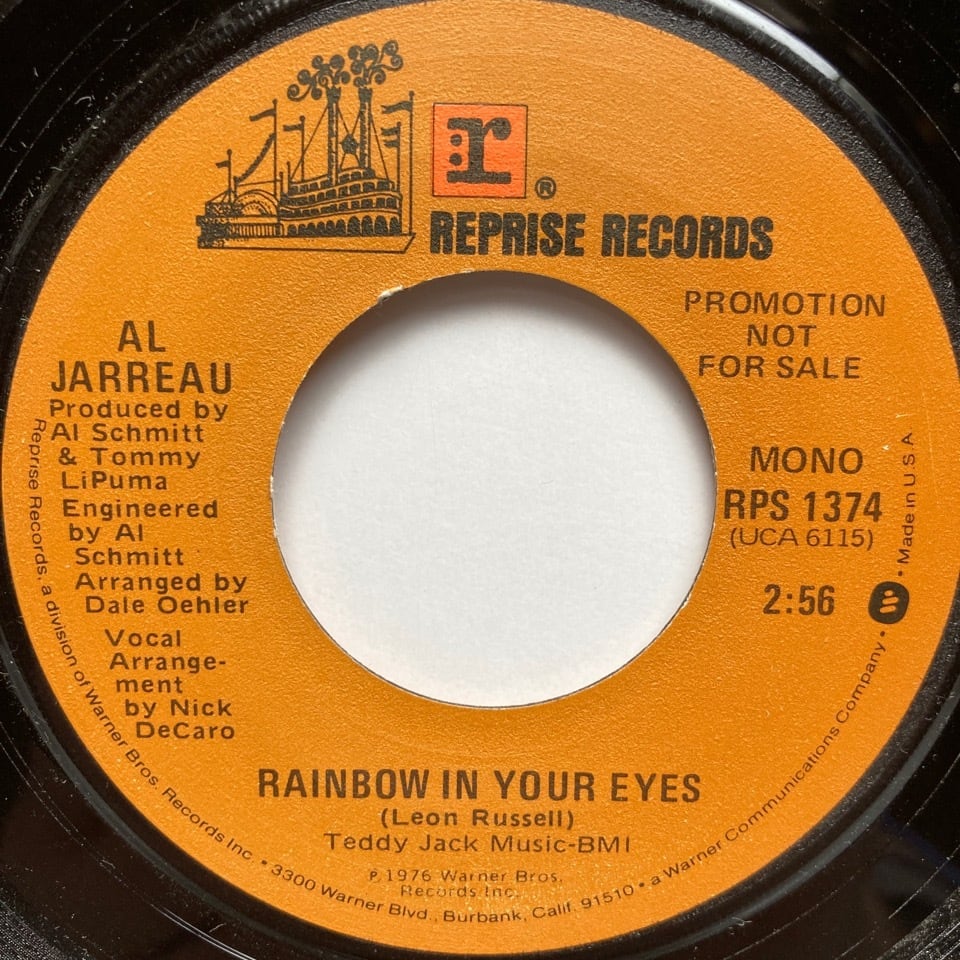 r
®
REPRISE RECORDS
PROMOTION
NOT
FOR SALE
AL
JARREAU
Produced by
Al Schmitt
& Tommy
LiPuma
Engineered
by Al
Schmitt
Arranged by
Dale Oehler
Vocal
Arrange-
ment
by Nick
DeCaro
MONO
RPS 1374
(UCA 6115)
2:56
RAINBOW IN YOUR EYES
(Leon Russell)
Teddy Jack Music-BMI
℗ 1976 Warner Bros.
Records Inc.
Reprise Records, a division of Warner Bros. Records Inc. • 3300 Warner Blvd., Burbank, Calif. 91510 • a Warner Communications Company • Made in U S A